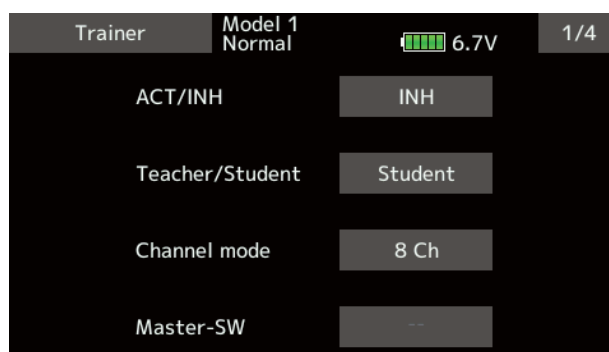 Trainer
Model 1
Normal
6.7V
1/4
ACT/INH INH
Teacher/Student Student
Channel mode 8 Ch
Master-SW --